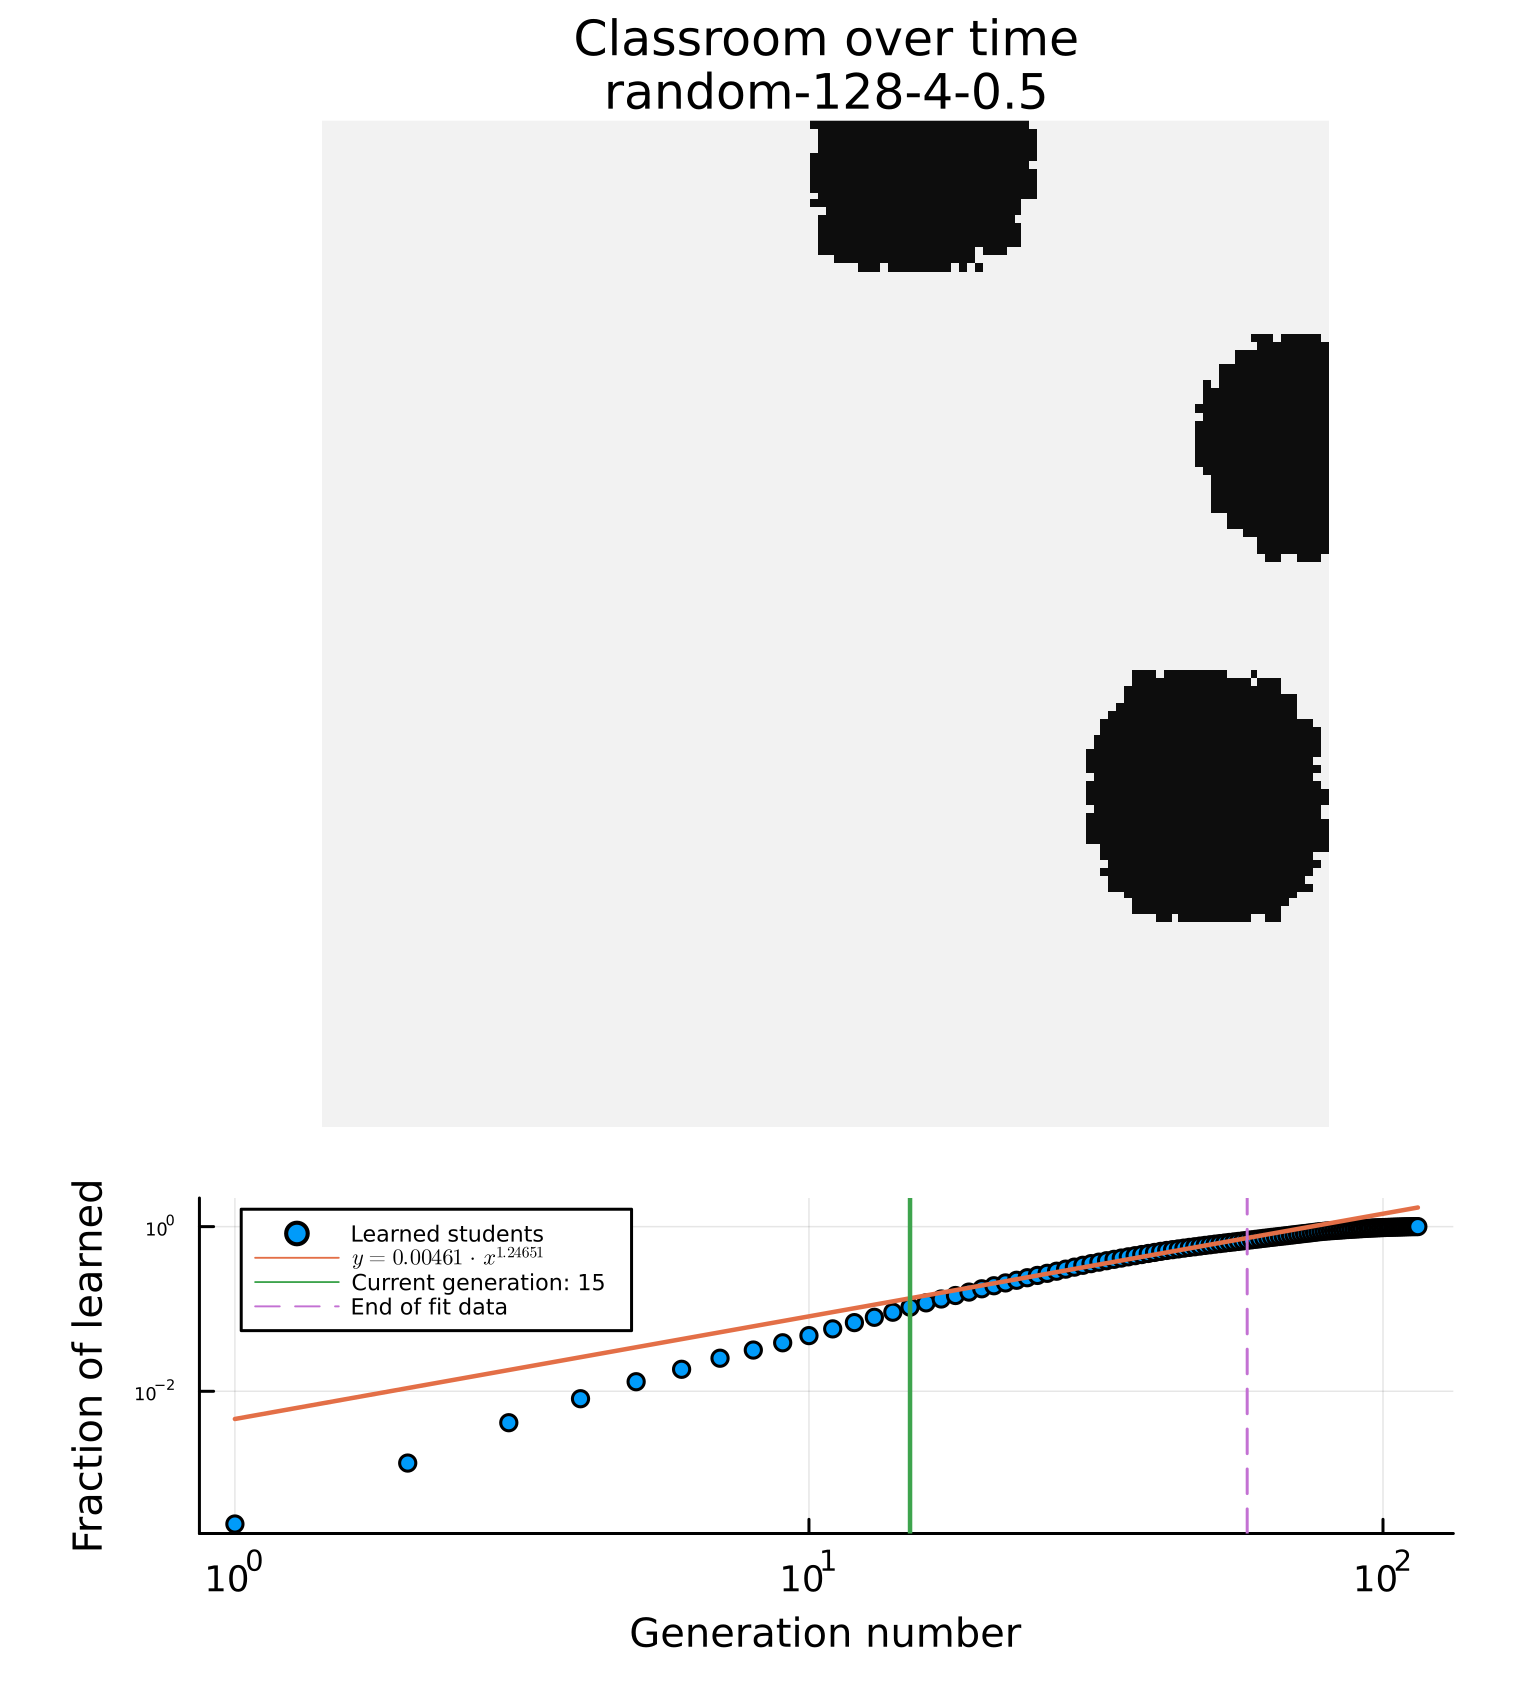 Classroom over time
random-128-4-0.5
Fraction of learned
10^0
10^-2
Learned students
y = 0.00461 · x^1.24651
Current generation: 15
End of fit data
10^0
10^1
10^2
Generation number